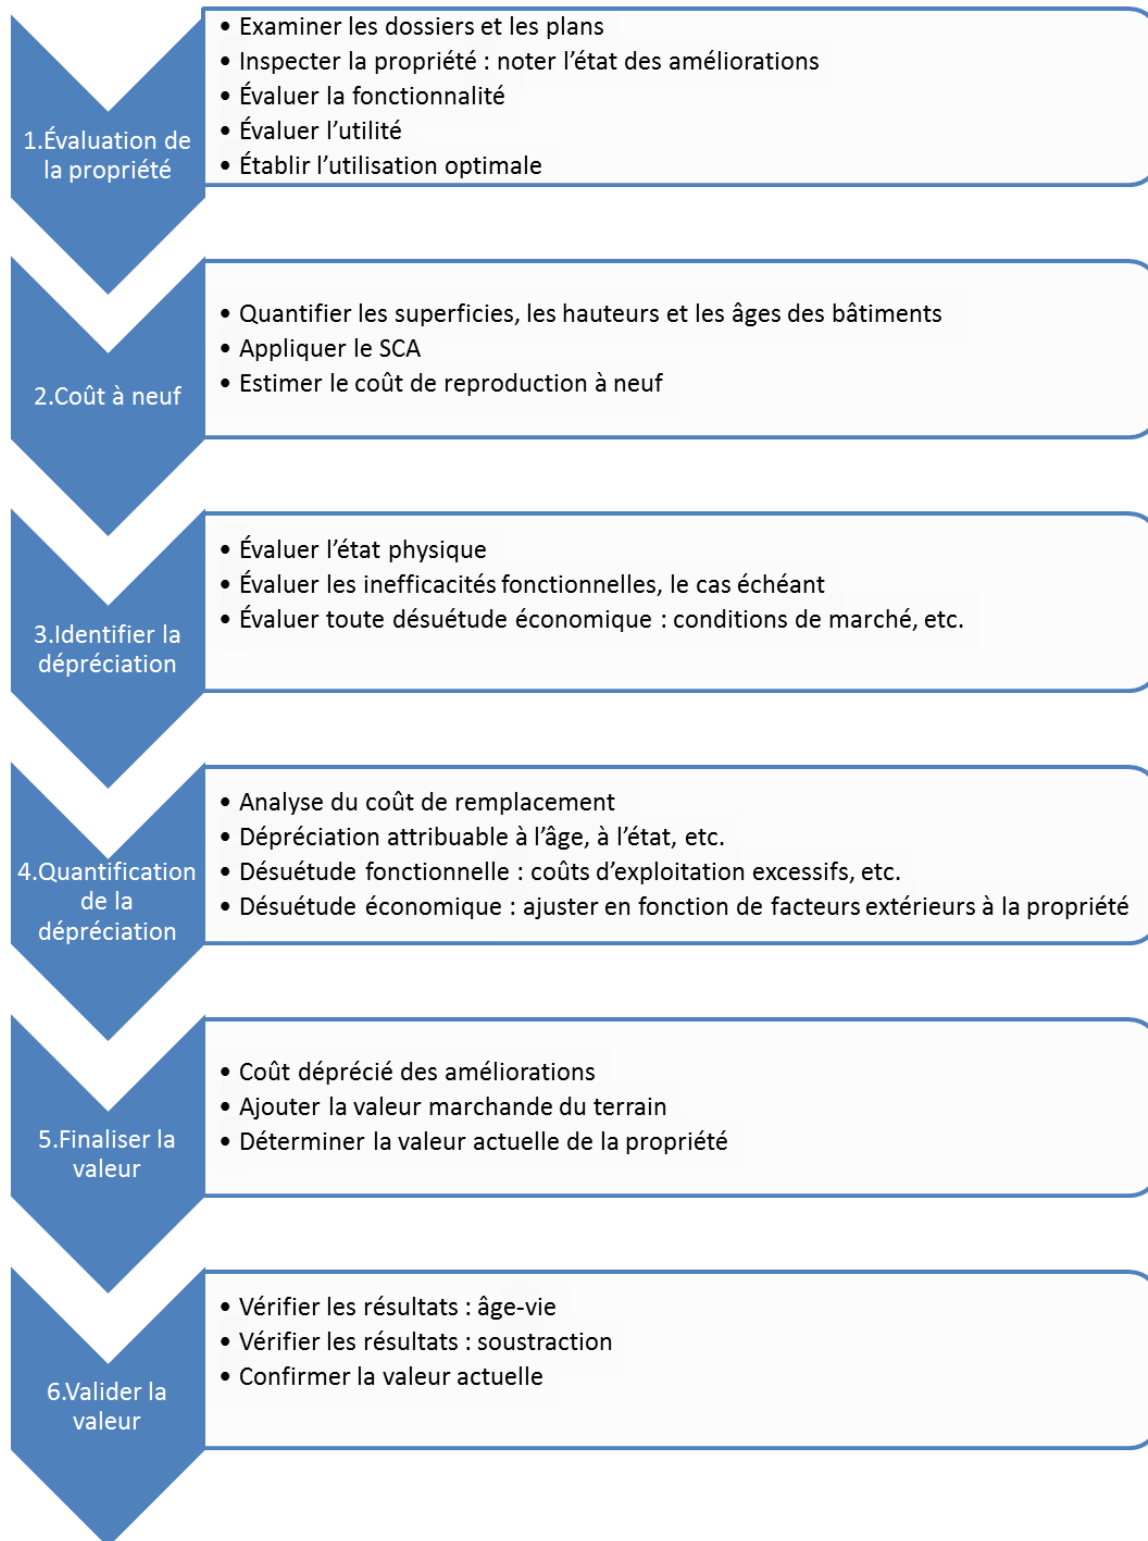 1.Évaluation de
la propriété
• Examiner les dossiers et les plans
• Inspecter la propriété : noter l’état des améliorations
• Évaluer la fonctionnalité
• Évaluer l’utilité
• Établir l’utilisation optimale
2.Coût à neuf
• Quantifier les superficies, les hauteurs et les âges des bâtiments
• Appliquer le SCA
• Estimer le coût de reproduction à neuf
3.Identifier la
dépréciation
• Évaluer l’état physique
• Évaluer les inefficacités fonctionnelles, le cas échéant
• Évaluer toute désuétude économique : conditions de marché, etc.
4.Quantification
de la
dépréciation
• Analyse du coût de remplacement
• Dépréciation attribuable à l’âge, à l’état, etc.
• Désuétude fonctionnelle : coûts d’exploitation excessifs, etc.
• Désuétude économique : ajuster en fonction de facteurs extérieurs à la propriété
5.Finaliser la
valeur
• Coût déprécié des améliorations
• Ajouter la valeur marchande du terrain
• Déterminer la valeur actuelle de la propriété
6.Valider la
valeur
• Vérifier les résultats : âge-vie
• Vérifier les résultats : soustraction
• Confirmer la valeur actuelle